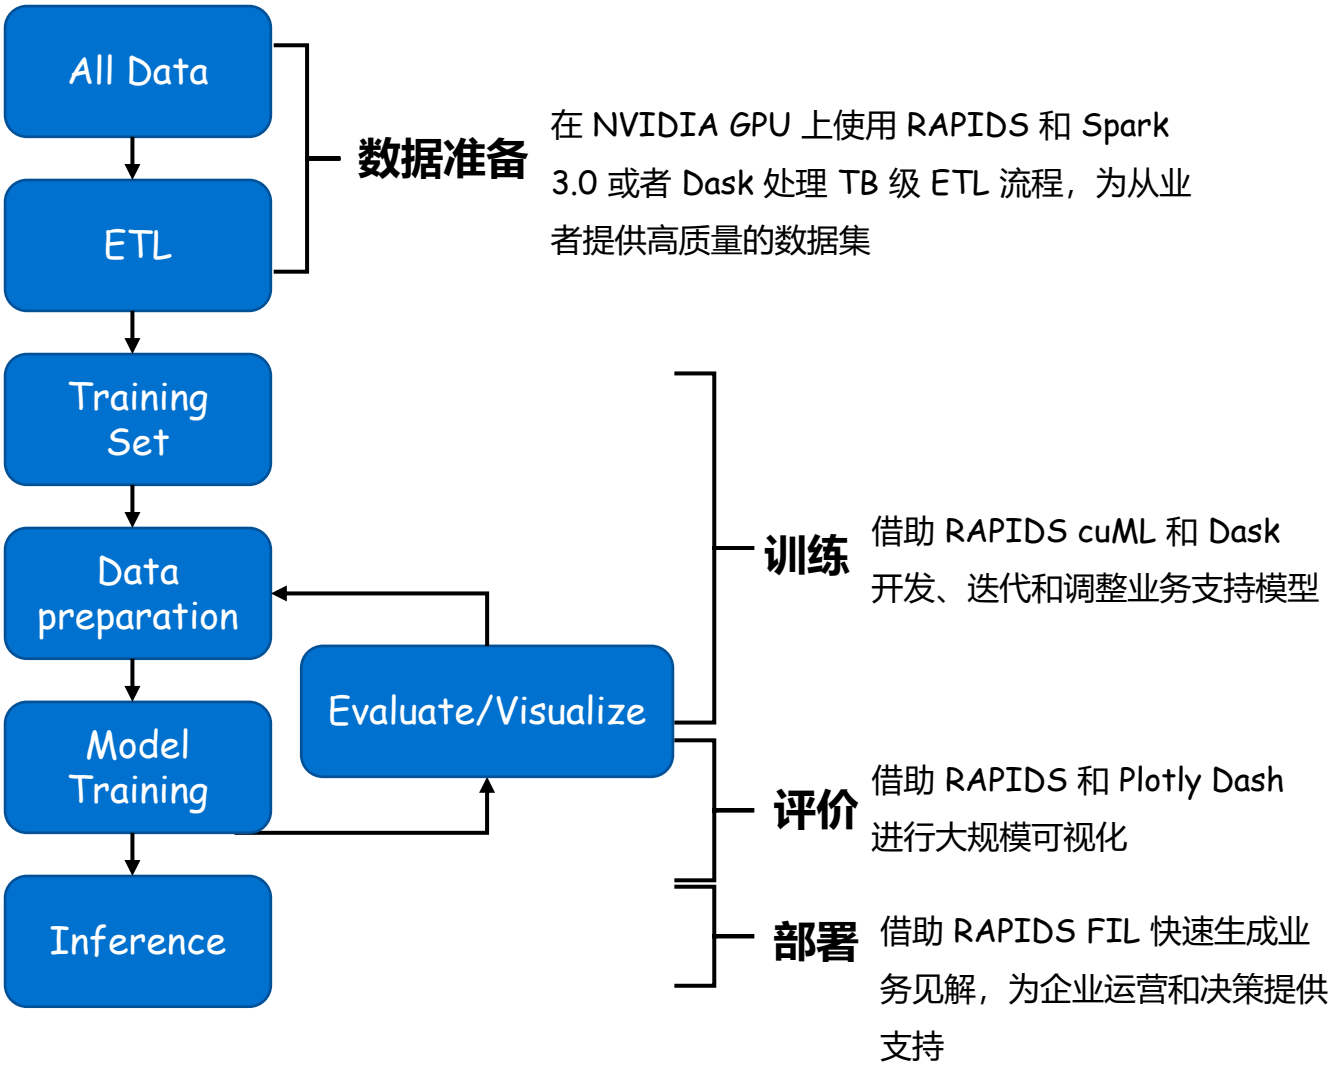 All Data
数据准备
在 NVIDIA GPU 上使用 RAPIDS 和 Spark
3.0 或者 Dask 处理 TB 级 ETL 流程，为从业
者提供高质量的数据集
ETL
Training
Set
Data
preparation
训练
借助 RAPIDS cuML 和 Dask
开发、迭代和调整业务支持模型
Evaluate/Visualize
Model
Training
评价
借助 RAPIDS 和 Plotly Dash
进行大规模可视化
Inference
部署
借助 RAPIDS FIL 快速生成业
务见解，为企业运营和决策提供
支持